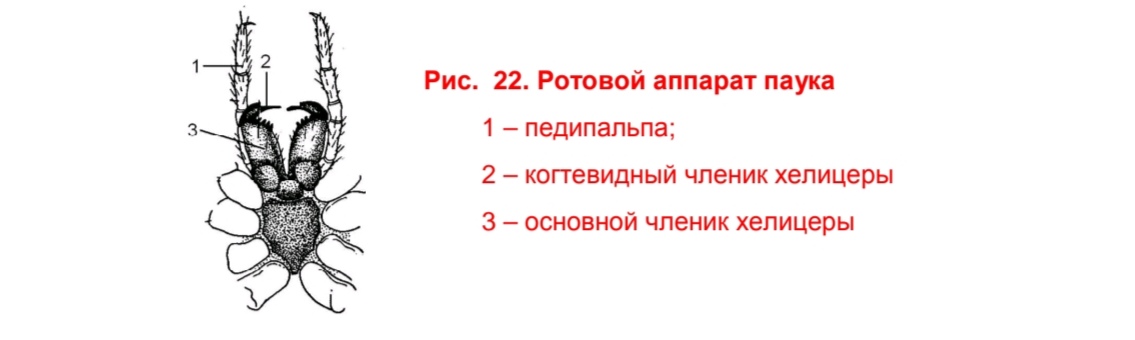 1
2
3
Рис. 22. Ротовой аппарат паука
1 – педипальпа;
2 – когтевидный членик хелицеры
3 – основной членик хелицеры